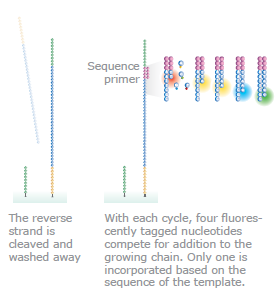 Sequence
primer
The reverse
strand is
cleaved and
washed away
With each cycle, four fluores-
cently tagged nucleotides
compete for addition to the
growing chain. Only one is
incorporated based on the
sequence of the template.